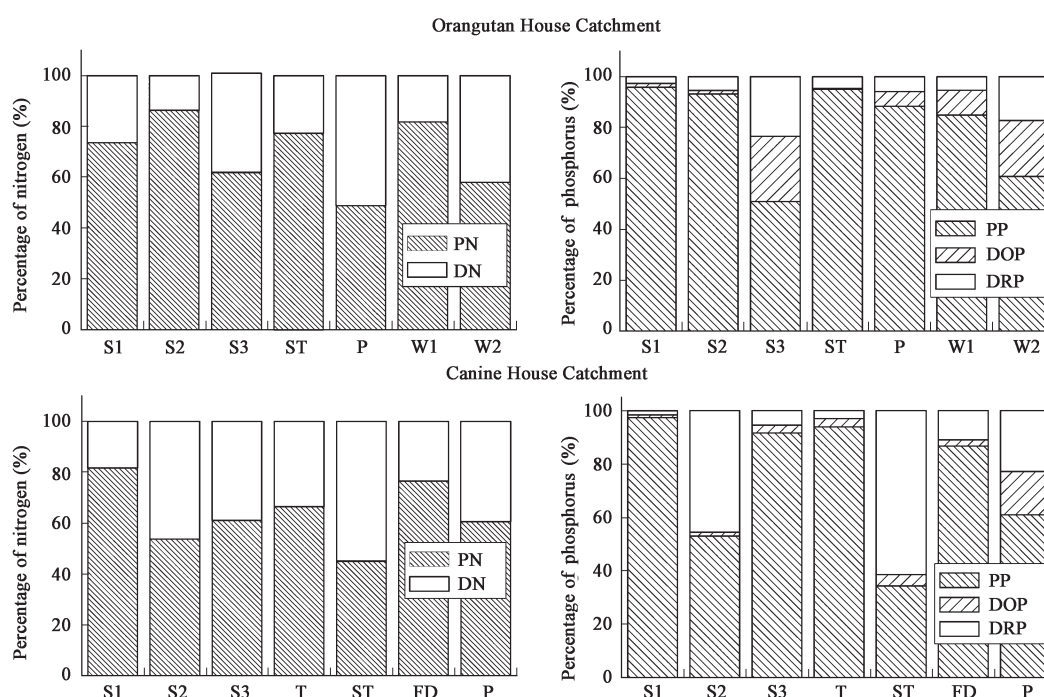 Orangutan House Catchment
Percentage of nitrogen (%)
100
80
60
40
20
0
S1 S2 S3 ST P W1 W2
PN
DN
Percentage of phosphorus (%)
100
80
60
40
20
0
S1 S2 S3 ST P W1 W2
PP
DOP
DRP
Canine House Catchment
Percentage of nitrogen (%)
100
80
60
40
20
0
S1 S2 S3 T ST FD P
PN
DN
Percentage of phosphorus (%)
100
80
60
40
20
0
S1 S2 S3 T ST FD P
PP
DOP
DRP